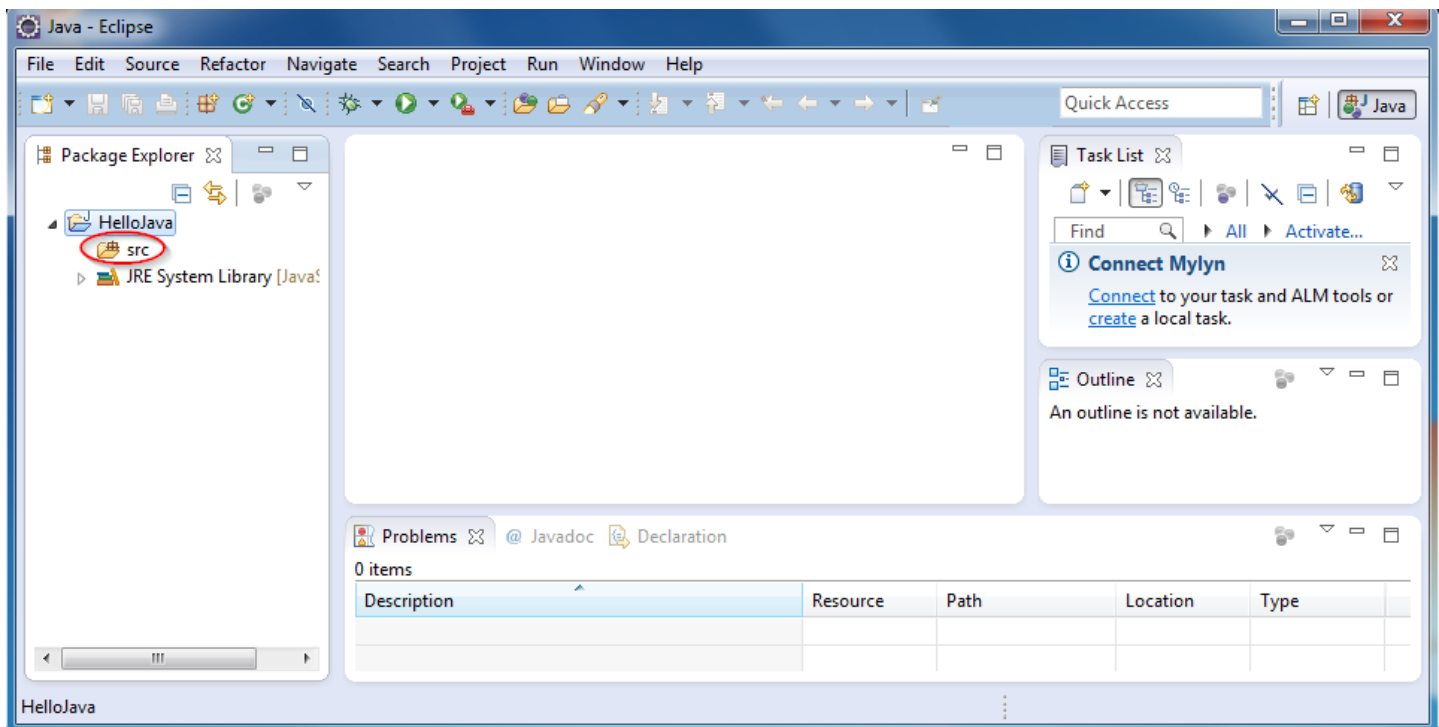 Java - Eclipse
File Edit Source Refactor Navigate Search Project Run Window Help
Quick Access
Java
Package Explorer
HelloJava
src
JRE System Library [JavaS
Task List
Find All Activate...
Connect Mylyn
Connect to your task and ALM tools or
create a local task.
Outline
An outline is not available.
Problems @ Javadoc Declaration
0 items
Description Resource Path Location Type
HelloJava